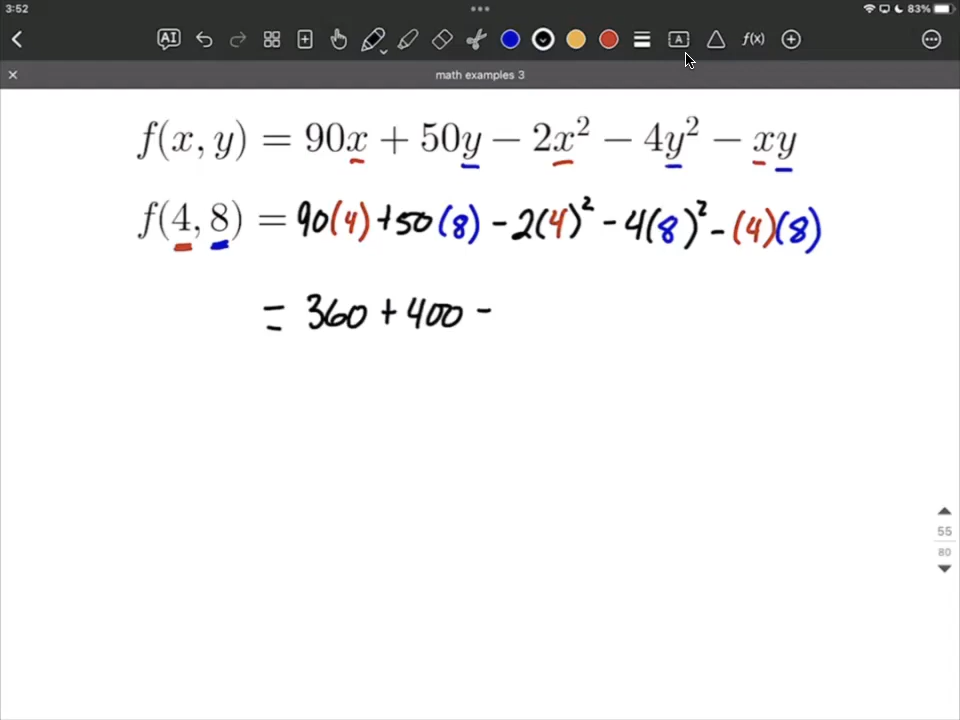 3:52 83%
AI A f(x)
× math examples 3
f(x, y) = 90x + 50y − 2x² − 4y² − xy
f(4, 8) = 90(4) + 50(8) − 2(4)² − 4(8)² − (4)(8)
= 360 + 400 −
55
80